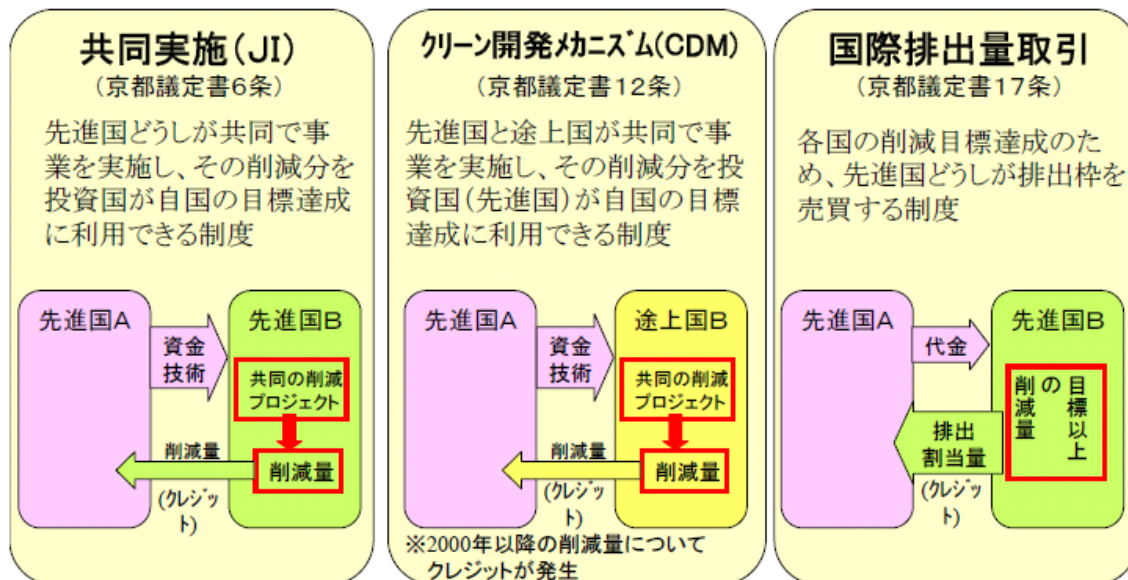 共同実施(JI)
(京都議定書6条)
先進国どうしが共同で事
業を実施し、その削減分を
投資国が自国の目標達成
に利用できる制度
先進国A
資金
技術
先進国B
共同の削減
プロジェクト
削減量
削減量
(クレジッ
ト)
クリーン開発メカニズム(CDM)
(京都議定書12条)
先進国と途上国が共同で事
業を実施し、その削減分を投
資国(先進国)が自国の目標
達成に利用できる制度
先進国A
資金
技術
途上国B
共同の削減
プロジェクト
削減量
削減量
(クレジッ
ト)
※2000年以降の削減量について
クレジットが発生
国際排出量取引
(京都議定書17条)
各国の削減目標達成のた
め、先進国どうしが排出枠を
売買する制度
先進国A
代金
先進国B
目標以上
の
削減量
排出
割当量
(クレジッ
ト)